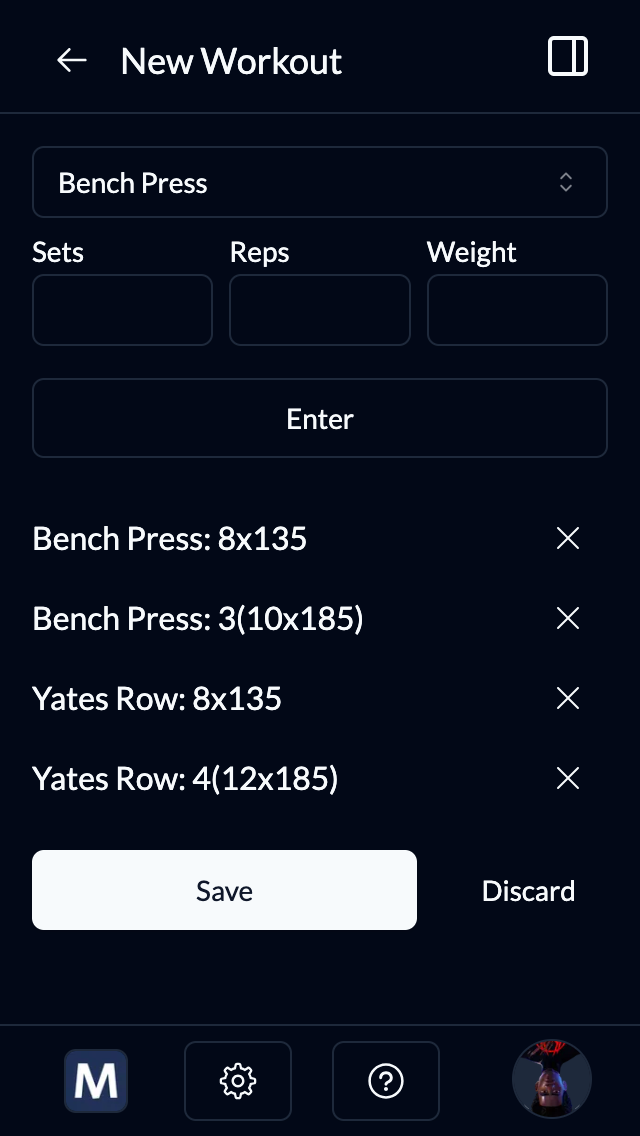 New Workout
Bench Press
Sets Reps Weight
Enter
Bench Press: 8x135
Bench Press: 3(10x185)
Yates Row: 8x135
Yates Row: 4(12x185)
Save Discard
M ?